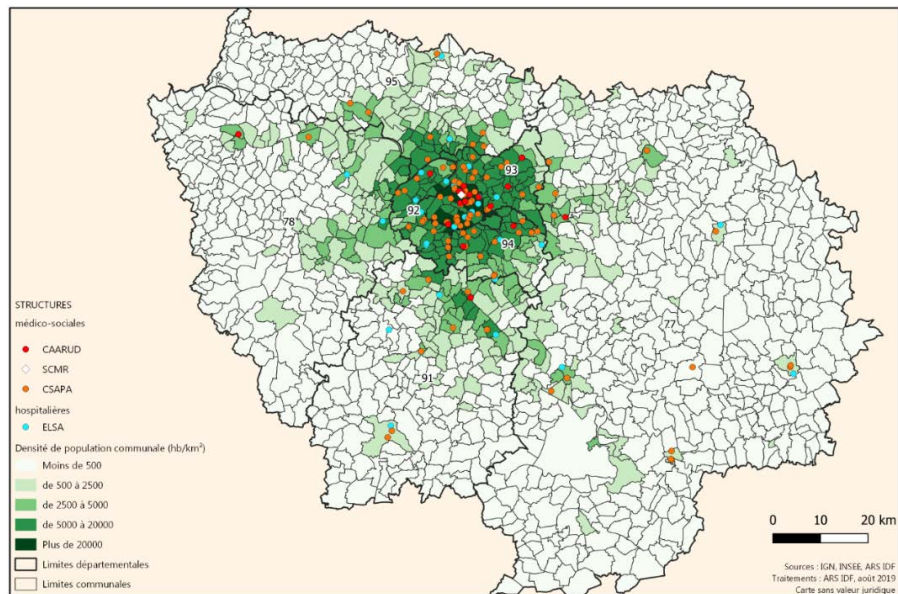 95
93
92
78
94
77
91
STRUCTURES
médico-sociales
CAARUD
SCMR
CSAPA
hospitalières
ELSA
Densité de population communale (hb/km²)
Moins de 500
de 500 à 2500
de 2500 à 5000
de 5000 à 20000
Plus de 20000
Limites départementales
Limites communales
0 10 20 km
Sources : IGN, INSEE, ARS IDF
Traitements : ARS IDF, août 2019
Carte sans valeur juridique